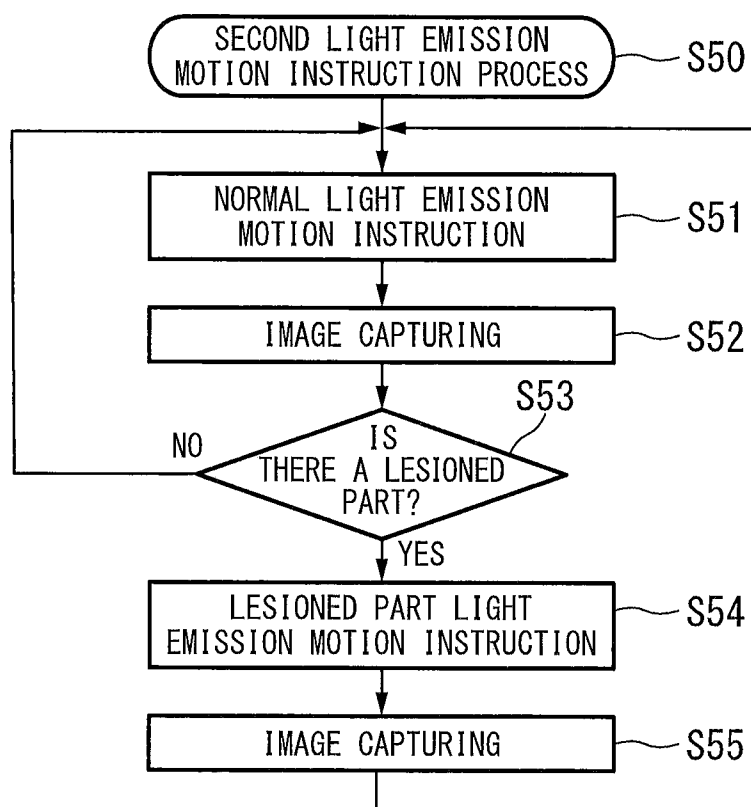 SECOND LIGHT EMISSION
MOTION INSTRUCTION PROCESS
S50
NORMAL LIGHT EMISSION
MOTION INSTRUCTION
S51
IMAGE CAPTURING
S52
S53
IS
THERE A LESIONED
PART?
NO
YES
LESIONED PART LIGHT
EMISSION MOTION INSTRUCTION
S54
IMAGE CAPTURING
S55